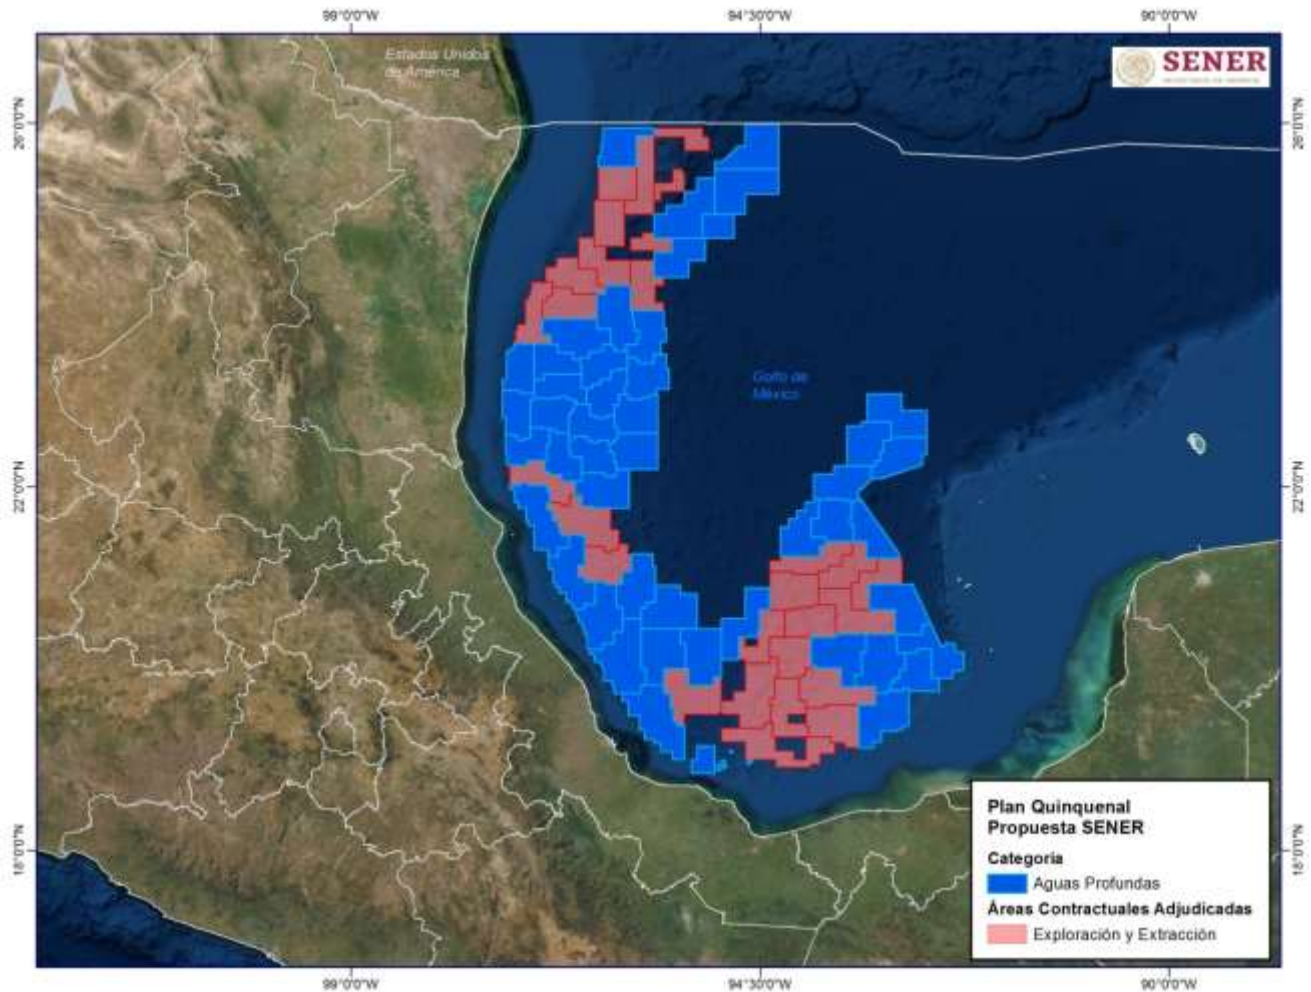 99°0'0"W
94°30'0"W
90°0'0"W
Estados Unidos
de América
SENER
26°0'0"N
26°0'0"N
Golfo de
México
22°0'0"N
22°0'0"N
18°0'0"N
18°0'0"N
Plan Quinquenal
Propuesta SENER
Categoría
Aguas Profundas
Áreas Contractuales Adjudicadas
Exploración y Extracción
99°0'0"W
94°30'0"W
90°0'0"W